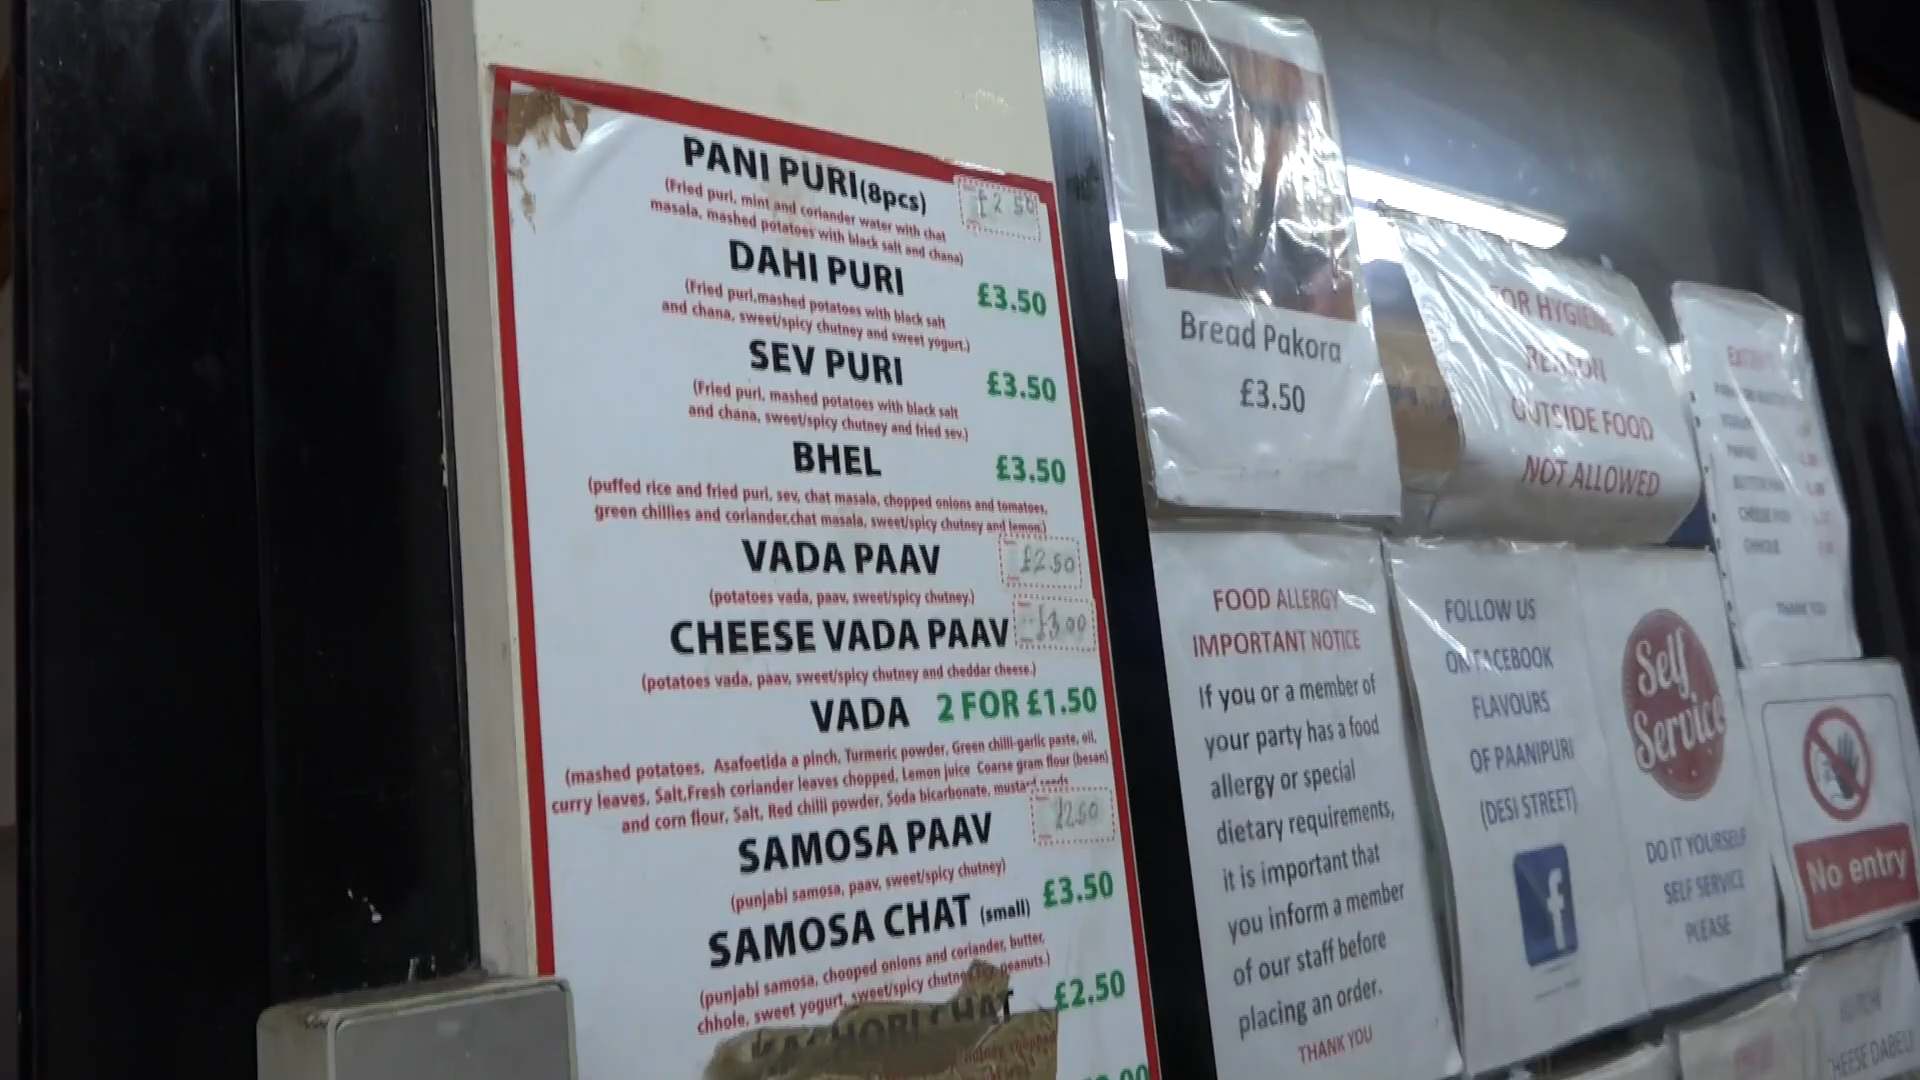 PANI PURI(8pcs)
£2 50
(Fried puri, mint and coriander water with chat
masala, mashed potatoes with black salt and chana)
DAHI PURI
£3.50
(Fried puri,mashed potatoes with black salt
and chana, sweet/spicy chutney and sweet yogurt.)
SEV PURI
£3.50
(Fried puri, mashed potatoes with black salt
and chana, sweet/spicy chutney and fried sev.)
BHEL
£3.50
(puffed rice and fried puri, sev, chat masala, chopped onions and tomatoes,
green chillies and coriander,chat masala, sweet/spicy chutney and lemon.)
VADA PAAV
£2.50
(potatoes vada, paav, sweet/spicy chutney.)
CHEESE VADA PAAV
£3.00
(potatoes vada, paav, sweet/spicy chutney and cheddar cheese.)
VADA 2 FOR £1.50
(mashed potatoes, Asafoetida a pinch, Turmeric powder, Green chilli-garlic paste, oil,
curry leaves, Salt,Fresh coriander leaves chopped, Lemon juice Coarse gram flour (besan)
and corn flour, Salt, Red chilli powder, Soda bicarbonate, mustard seeds
SAMOSA PAAV
£2.50
(punjabi samosa, paav, sweet/spicy chutney)
£3.50
SAMOSA CHAT (small)
(punjabi samosa, chooped onions and coriander, butter,
chhole, sweet yogurt, sweet/spicy chutney, peanuts.)
£2.50
KACHORI CHAT
chopped
Bread Pakora
£3.50
FOR HYGIENE
REASON
OUTSIDE FOOD
NOT ALLOWED
FOOD ALLERGY
IMPORTANT NOTICE
If you or a member of
your party has a food
allergy or special
dietary requirements,
it is important that
you inform a member
of our staff before
placing an order.
THANK YOU
FOLLOW US
ON FACEBOOK
FLAVOURS
OF PAANIPURI
(DESI STREET)
f
Self
Service
DO IT YOURSELF
SELF SERVICE
PLEASE
THANK YOU
No entry
CHEESE DABELI